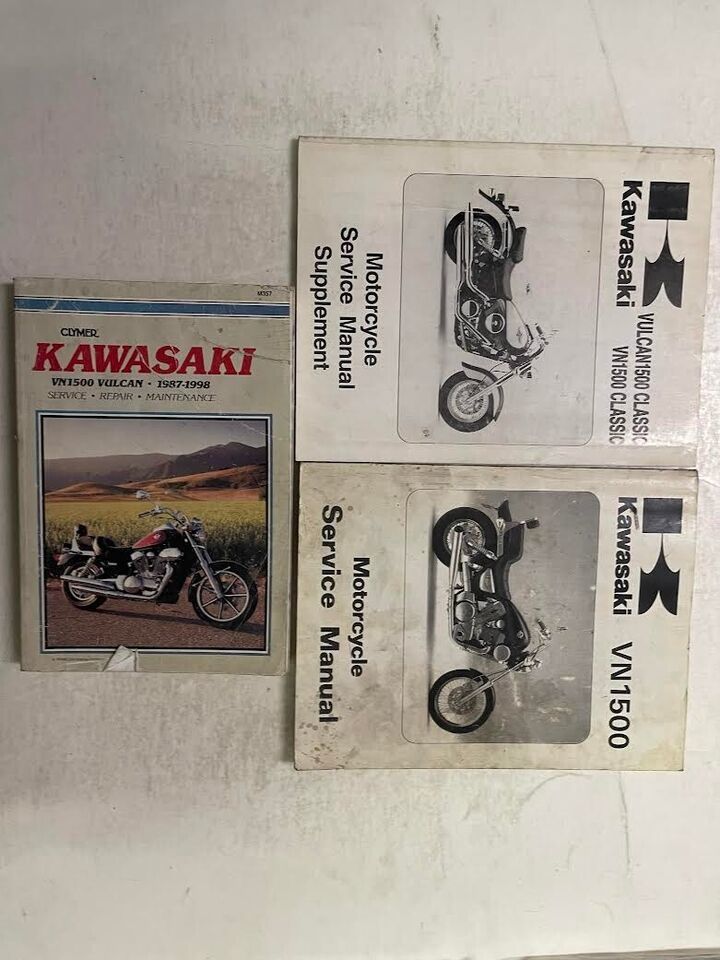 M357
CLYMER
KAWASAKI
VN1500 VULCAN • 1987-1998
SERVICE • REPAIR • MAINTENANCE
Kawasaki
VULCAN1500 CLASSIC
VN1500 CLASSIC
Motorcycle
Service Manual
Supplement
Kawasaki VN1500
Motorcycle
Service Manual